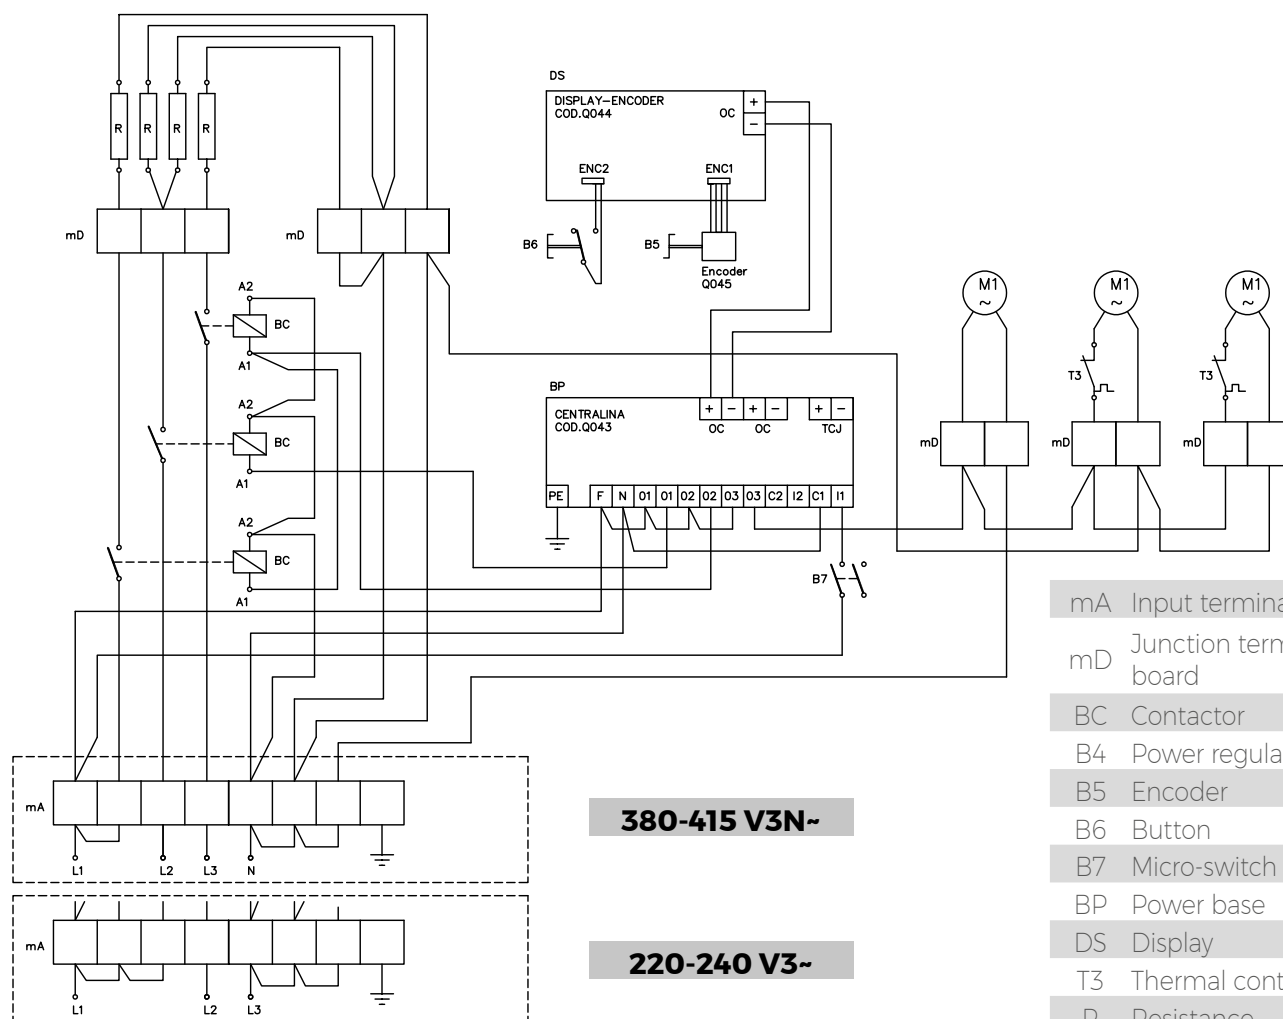 DS
DISPLAY-ENCODER
COD.Q044
OC
+
-
ENC2
ENC1
B6
B5
Encoder
Q045
R R R R
mD
mD
A2
BC
A1
A2
BC
A1
A2
BC
A1
BP
CENTRALINA
COD.Q043
+ - + - + -
OC OC TCJ
PE F N 01 01 02 02 03 03 C2 I2 C1 I1
B7
M1 M1 M1
~ ~ ~
T3 T3
mD mD mD
mA
L1 L2 L3 N
380-415 V3N~
mA
L1 L2 L3
220-240 V3~
mA Input
mD Junction
board
BC Contactor
B4 Power
B5 Encoder
B6 Button
B7 Micro-switch
BP Power base
DS Display
T3 Thermal
R Resistance